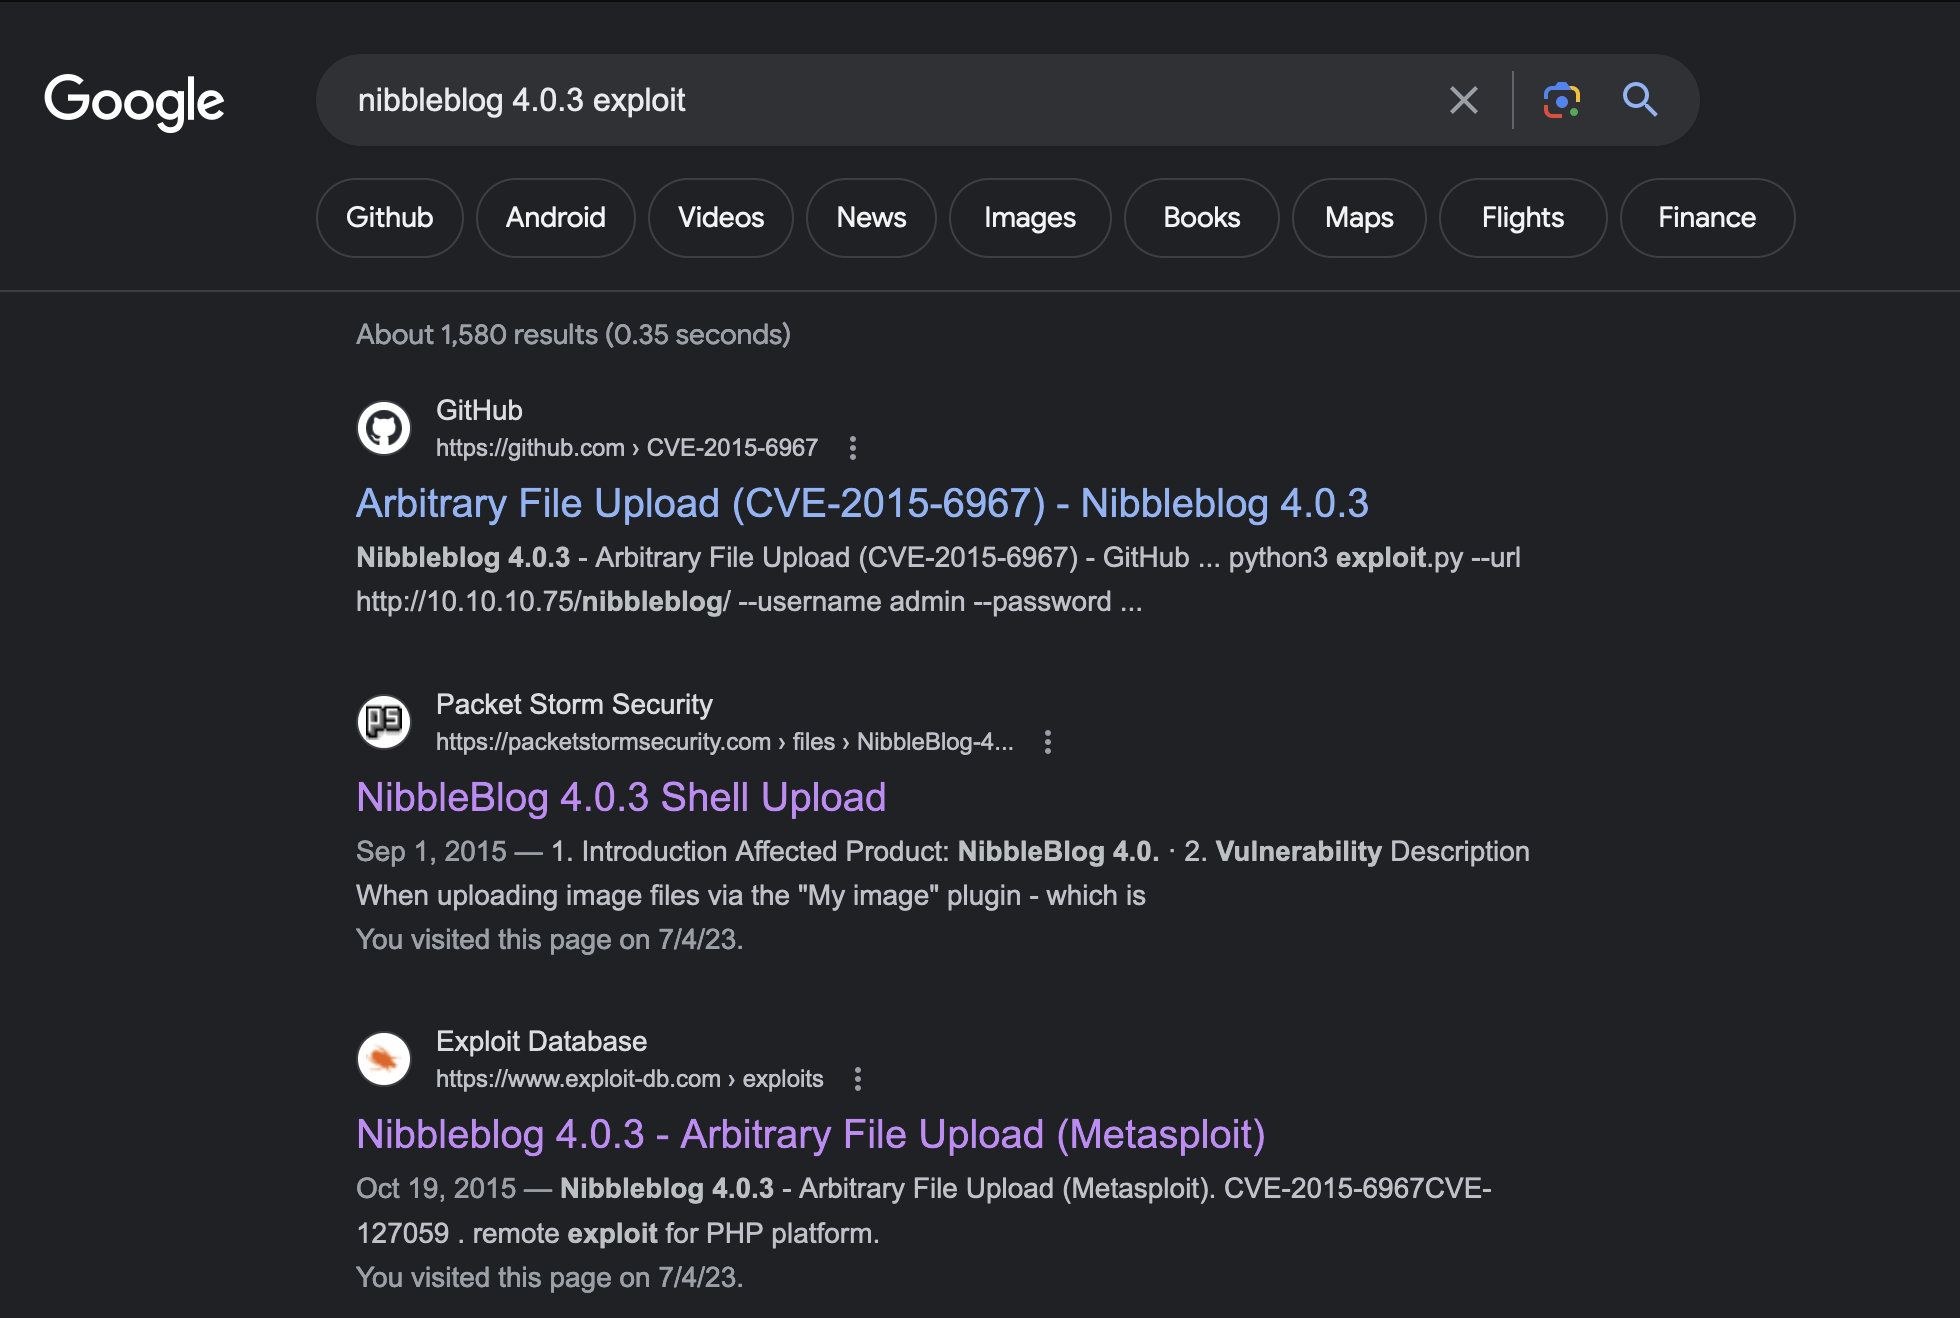 Google
nibbleblog 4.0.3 exploit
Github Android Videos News Images Books Maps Flights Finance
About 1,580 results (0.35 seconds)
GitHub
https://github.com › CVE-2015-6967
Arbitrary File Upload (CVE-2015-6967) - Nibbleblog 4.0.3
Nibbleblog 4.0.3 - Arbitrary File Upload (CVE-2015-6967) - GitHub ... python3 exploit.py --url
http://10.10.10.75/nibbleblog/ --username admin --password ...
PS
Packet Storm Security
https://packetstormsecurity.com › files › NibbleBlog-4...
NibbleBlog 4.0.3 Shell Upload
Sep 1, 2015 — 1. Introduction Affected Product: NibbleBlog 4.0. · 2. Vulnerability Description
When uploading image files via the "My image" plugin - which is
You visited this page on 7/4/23.
Exploit Database
https://www.exploit-db.com › exploits
Nibbleblog 4.0.3 - Arbitrary File Upload (Metasploit)
Oct 19, 2015 — Nibbleblog 4.0.3 - Arbitrary File Upload (Metasploit). CVE-2015-6967CVE-
127059 . remote exploit for PHP platform.
You visited this page on 7/4/23.